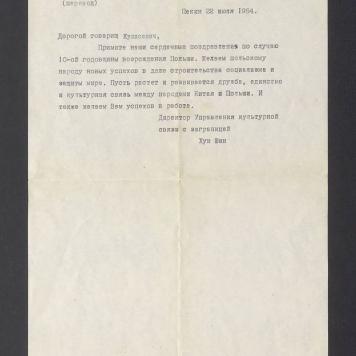 (перевод)
Пекин 22 июля 1954.
Дорогой товарищ
Примите наши сердечные поздравления по случаю
10-ой годовщины возрождения Польши. Желаем польскому
народу новых успехов в деле строительства социализма и
защиты мира. Пусть растет и развивается дружба, единство
и культурная связь между народами Китая и Польши. И
также желаем Вам успехов в работе.
Директор Управления культурной
связи с заграницей
Хун Шин